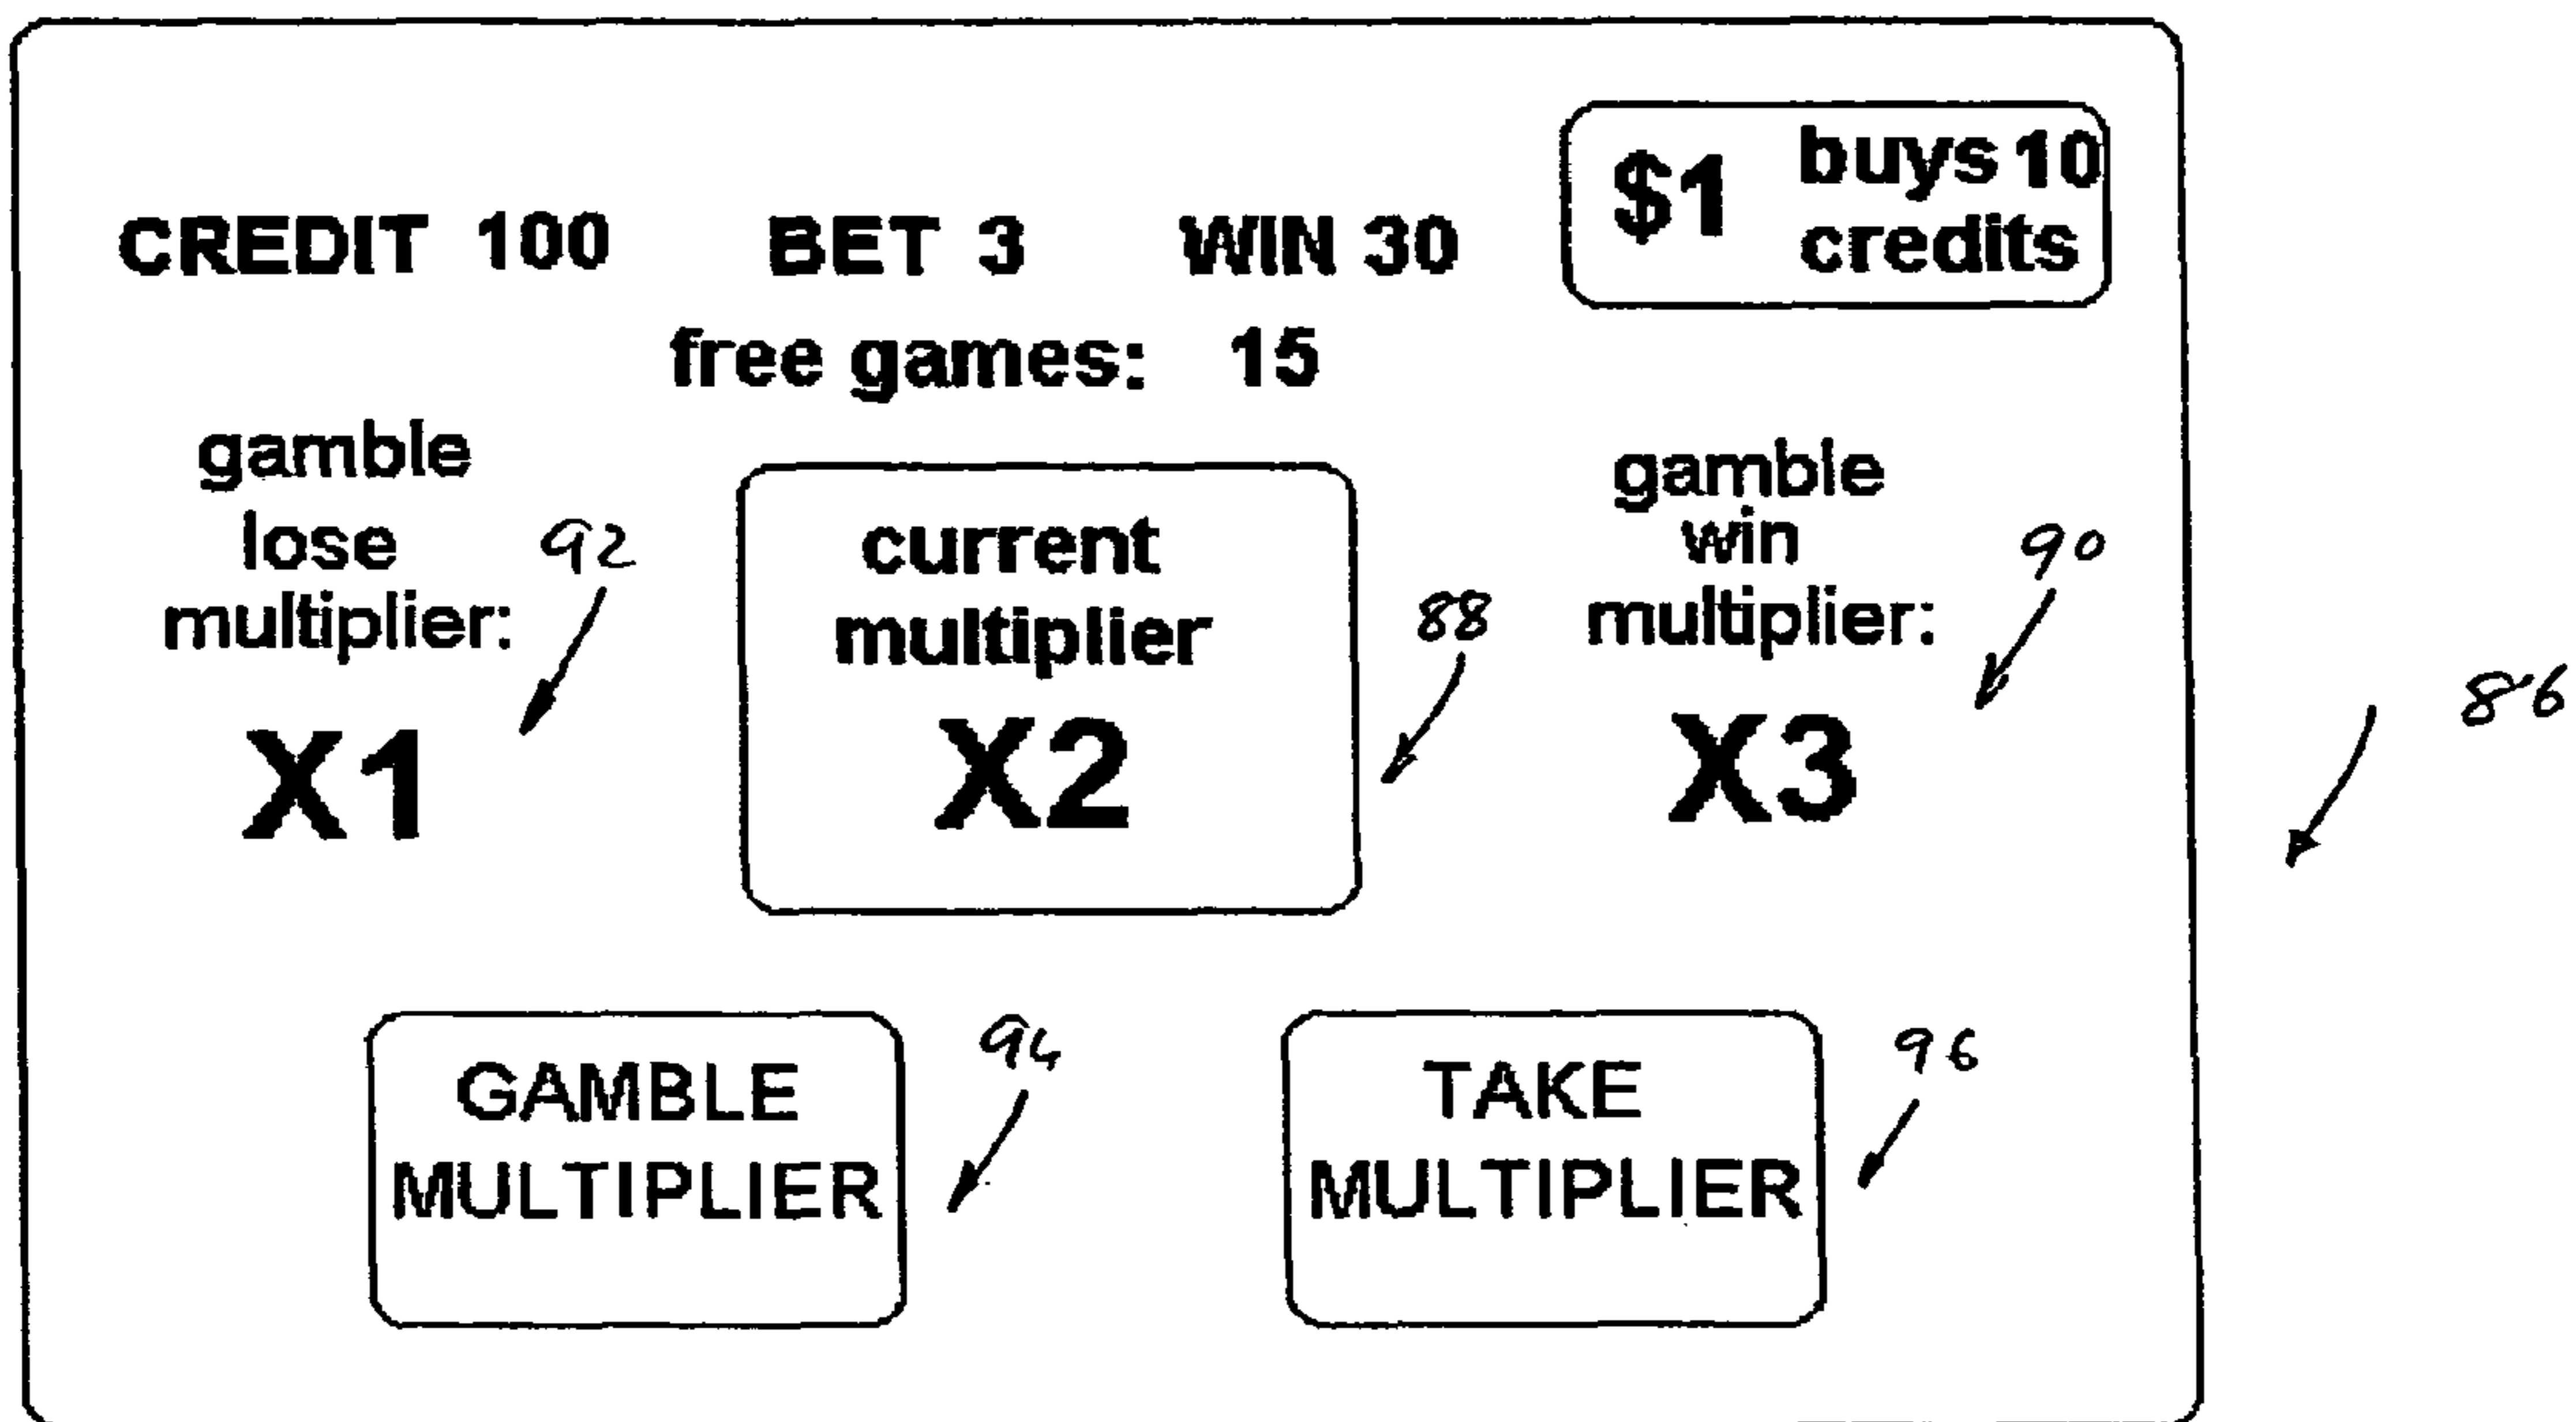 $1 buys 10
credits
CREDIT 100 BET 3 WIN 30
free games: 15
gamble
lose
multiplier:
X1
92
current
multiplier
X2
88
gamble
win
multiplier:
X3
90
86
GAMBLE
MULTIPLIER
94
TAKE
MULTIPLIER
96